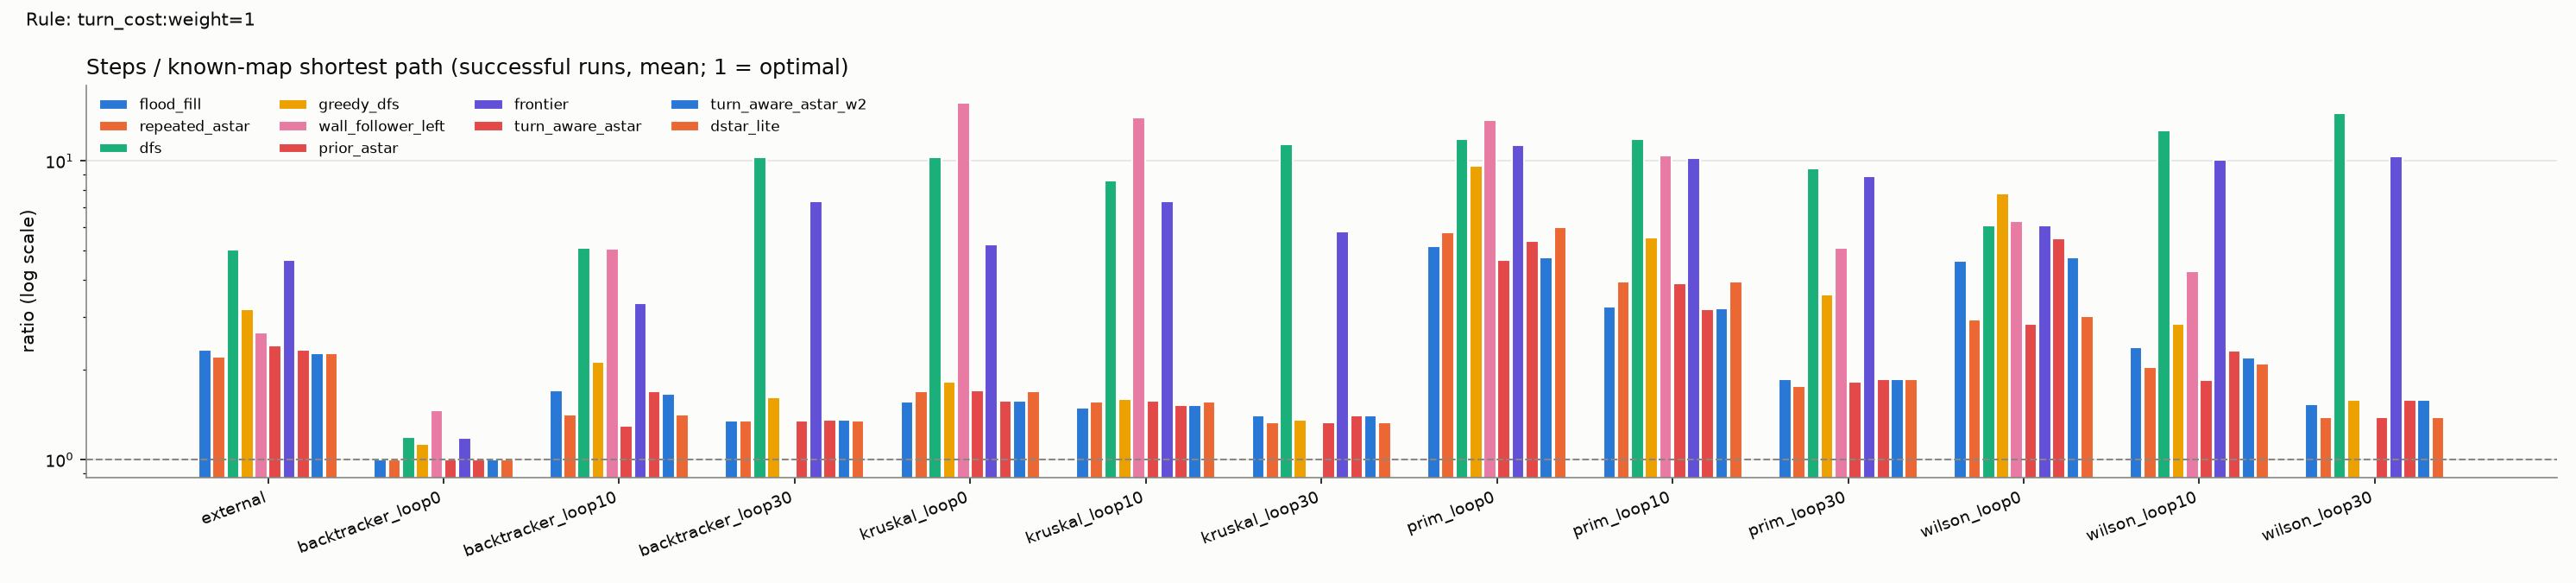 Rule: turn_cost:weight=1
Steps / known-map shortest path (successful runs, mean; 1 = optimal)
flood_fill
repeated_astar
dfs
greedy_dfs
wall_follower_left
prior_astar
frontier
turn_aware_astar
turn_aware_astar_w2
dstar_lite
ratio (log scale)
10¹
10⁰
external
backtracker_loop0
backtracker_loop10
backtracker_loop30
kruskal_loop0
kruskal_loop10
kruskal_loop30
prim_loop0
prim_loop10
prim_loop30
wilson_loop0
wilson_loop10
wilson_loop30